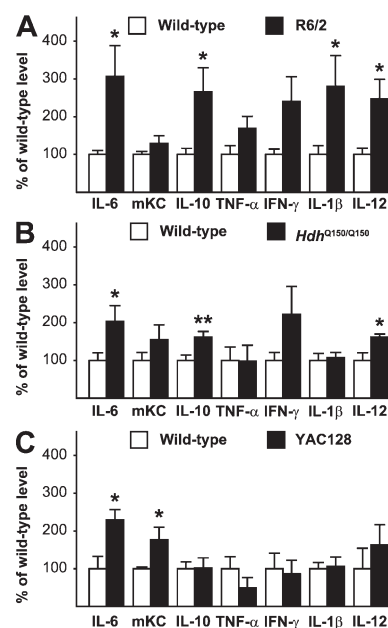 A
Wild-type R6/2
% of wild-type level
400
300
200
100
* * * *
IL-6 mKC IL-10 TNF-α IFN-γ IL-1β IL-12
B
Wild-type HdhQ150/Q150
% of wild-type level
400
300
200
100
* ** *
IL-6 mKC IL-10 TNF-α IFN-γ IL-1β IL-12
C
Wild-type YAC128
% of wild-type level
400
300
200
100
* *
IL-6 mKC IL-10 TNF-α IFN-γ IL-1β IL-12